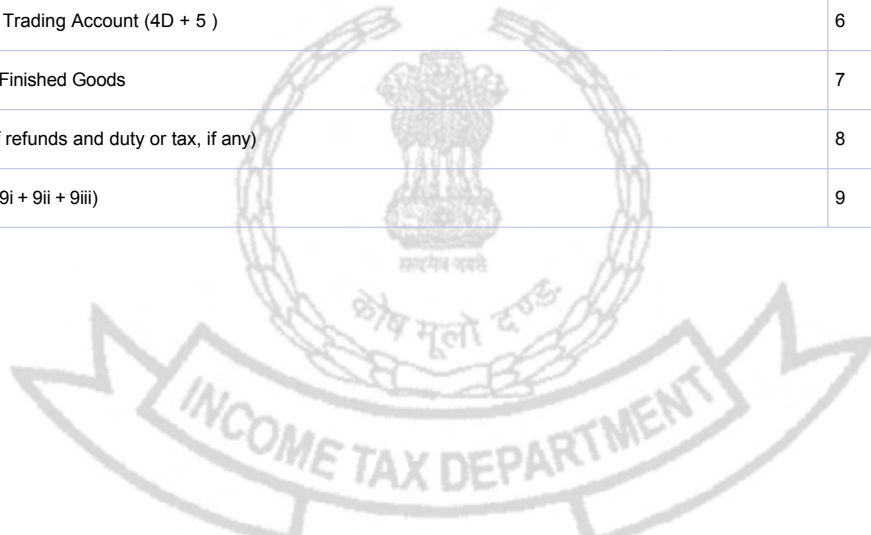 Trading Account (4D + 5 ) 6
Finished Goods 7
refunds and duty or tax, if any) 8
9i + 9ii + 9iii) 9
सत्यमेव जयते
कोष मूलो दण्ड:
INCOME TAX DEPARTMENT